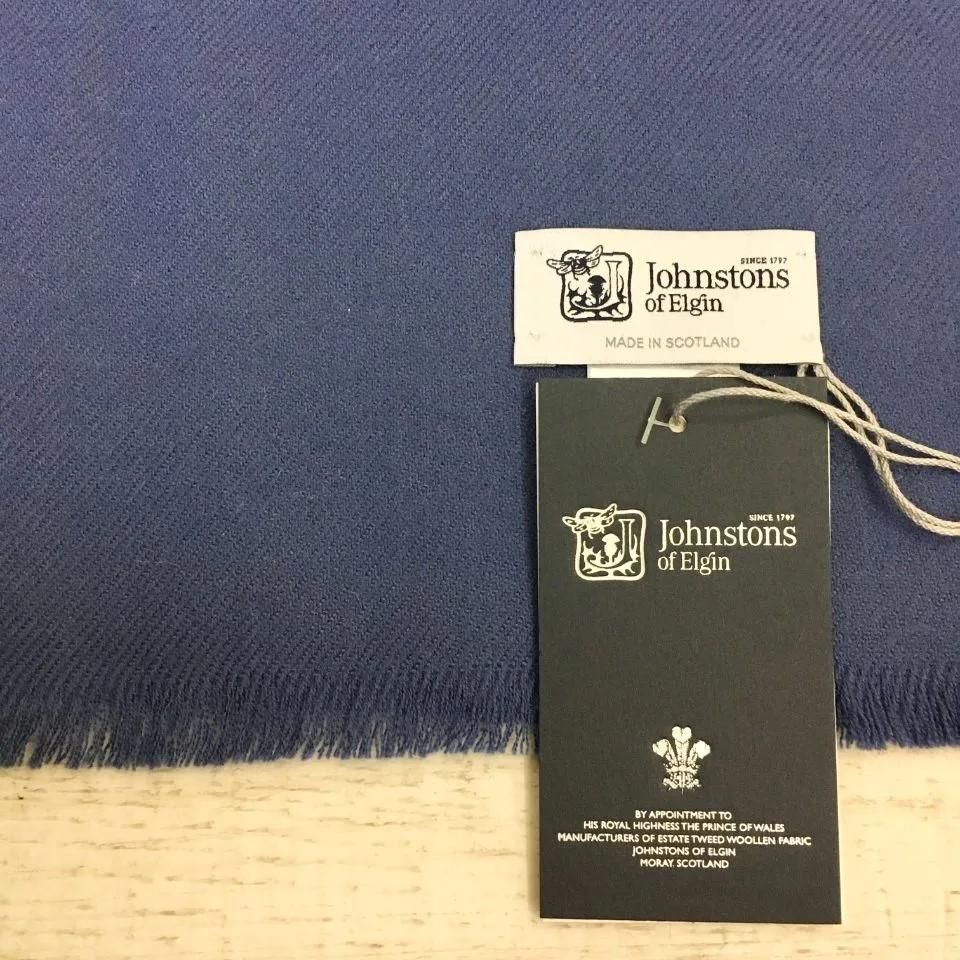 SINCE 1797
Johnstons
of Elgin
MADE IN SCOTLAND
SINCE 1797
Johnstons
of Elgin
BY APPOINTMENT TO
HIS ROYAL HIGHNESS THE PRINCE OF WALES
MANUFACTURERS OF ESTATE TWEED WOOLLEN FABRIC
JOHNSTONS OF ELGIN
MORAY. SCOTLAND